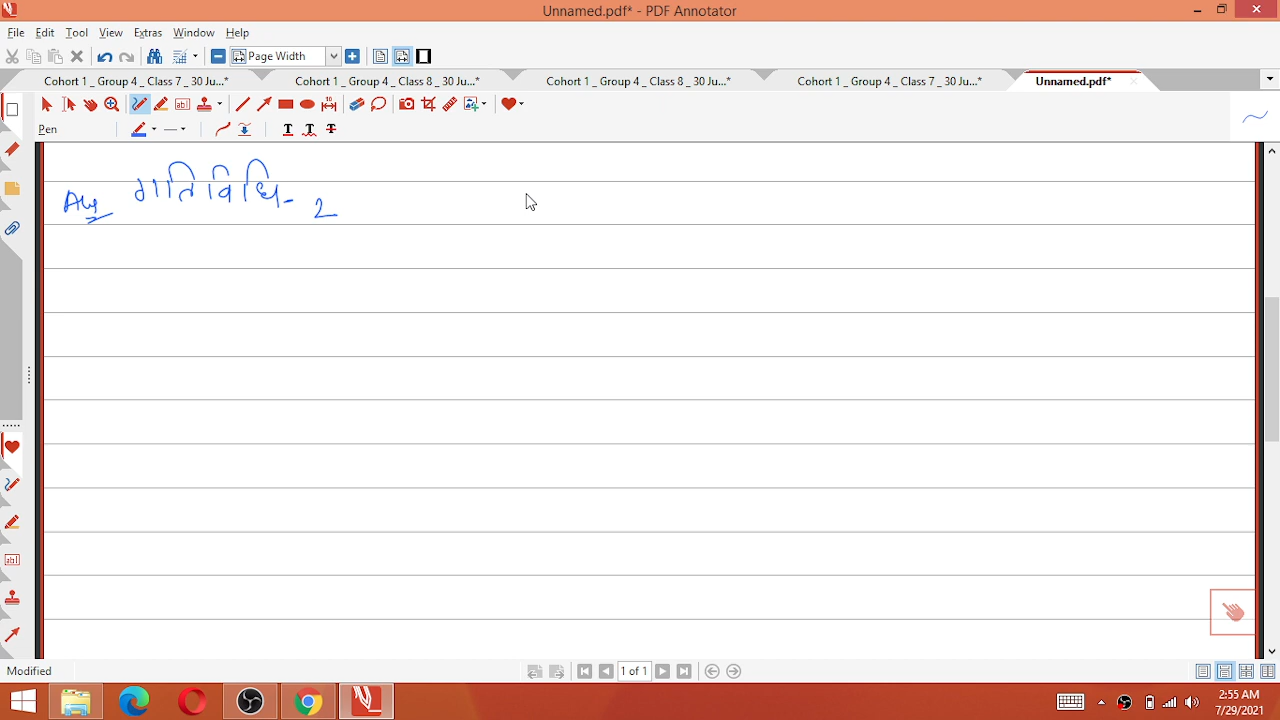 Unnamed.pdf* - PDF Annotator
File Edit Tool View Extras Window Help
Page Width
Cohort 1 _ Group 4 _ Class 7 _ 30 Ju...* Cohort 1 _ Group 4 _ Class 8 _ 30 Ju...* Cohort 1 _ Group 4 _ Class 8 _ 30 Ju...* Cohort 1 _ Group 4 _ Class 7 _ 30 Ju...* Unnamed.pdf*
Pen
Ans गतिविधि - 2
1 of 1
Modified
2:55 AM
7/29/2021